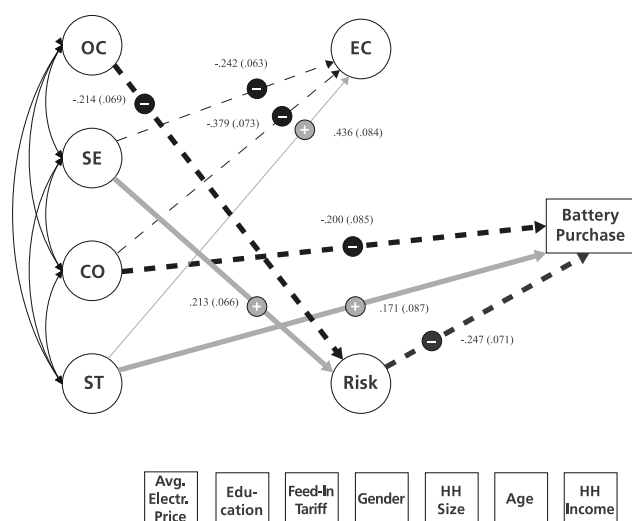 OC
EC
-.242 (.063)
-.214 (.069)
-.379 (.073)
.436 (.084)
SE
-.200 (.085)
Battery
Purchase
CO
.213 (.066)
.171 (.087)
-.247 (.071)
ST
Risk
Avg.
Electr.
Price
Edu-
cation
Feed-In
Tariff
Gender
HH
Size
Age
HH
Income